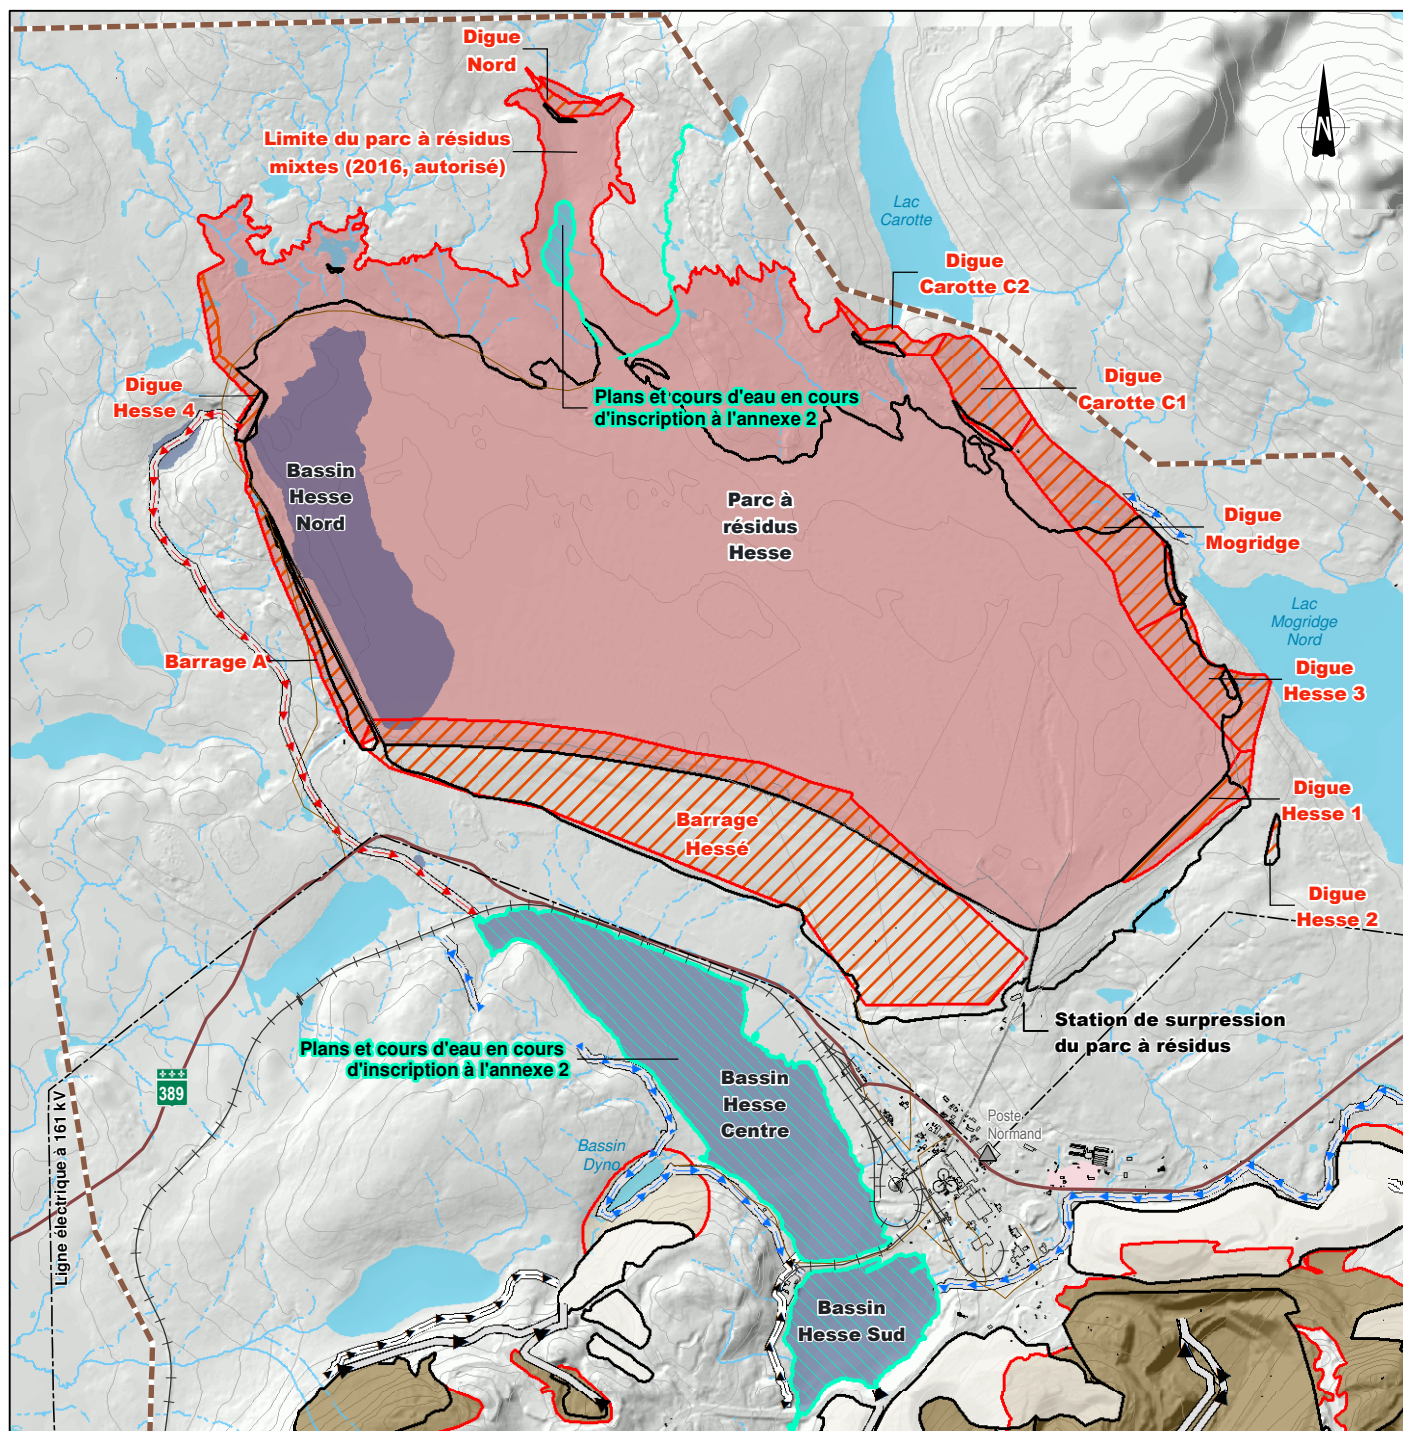 Digue
Nord
Limite du parc à résidus
mixtes (2016, autorisé)
N
Lac
Carotte
Digue
Carotte C2
Digue
Carotte C1
Digue
Hesse 4
Plans et cours d'eau en cours
d'inscription à l'annexe 2
Bassin
Hesse
Nord
Parc à
résidus
Hesse
Digue
Mogridge
Lac
Mogridge
Nord
Barrage A
Digue
Hesse 3
Digue
Hesse 1
Barrage
Hessé
Digue
Hesse 2
Station de surpression
du parc à résidus
Plans et cours d'eau en cours
d'inscription à l'annexe 2
Bassin
Hesse
Centre
389
Ligne électrique à 161 kV
Poste
Normand
Bassin
Dyno
Bassin
Hesse Sud